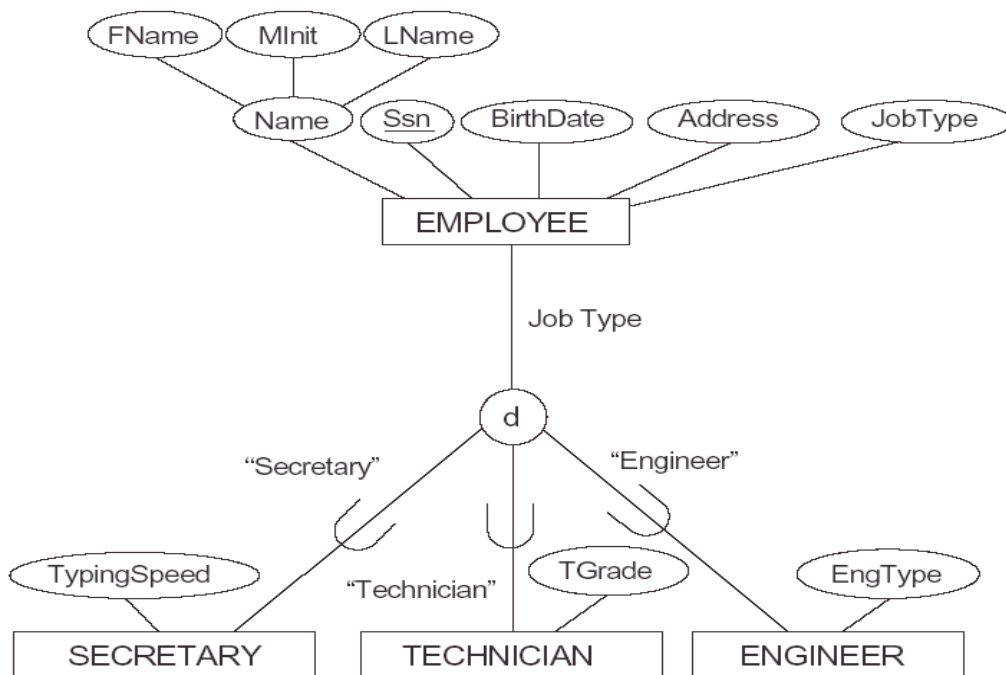 FName MInit LName
Name Ssn BirthDate Address JobType
EMPLOYEE
Job Type
d
“Secretary” “Engineer”
TypingSpeed “Technician” TGrade EngType
SECRETARY TECHNICIAN ENGINEER